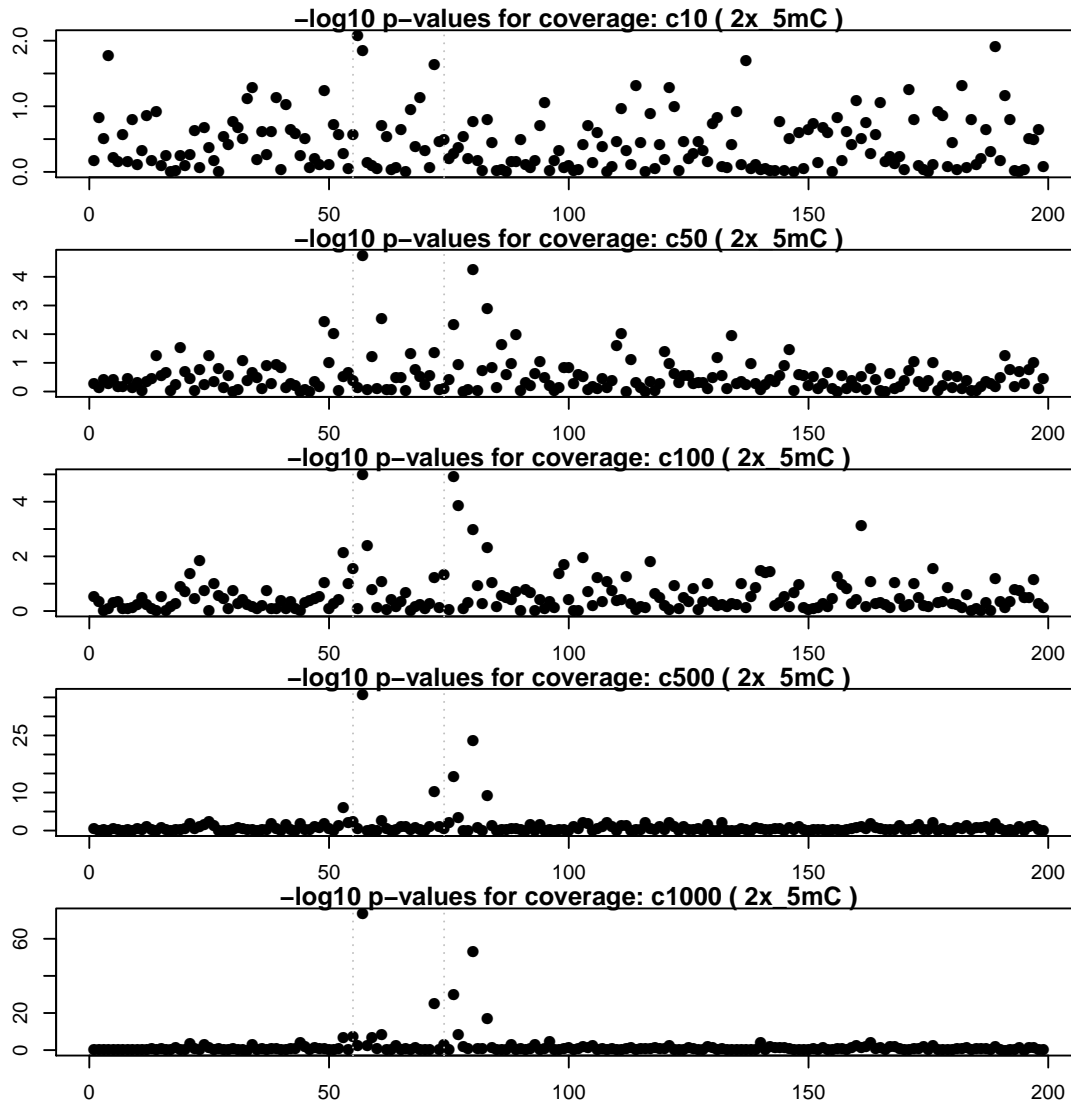 −log10 p−values for coverage: c10 ( 2x_5mC )
0.0 1.0 2.0
0 50 100 150 200
−log10 p−values for coverage: c50 ( 2x_5mC )
0 1 2 3 4
0 50 100 150 200
−log10 p−values for coverage: c100 ( 2x_5mC )
0 2 4
0 50 100 150 200
−log10 p−values for coverage: c500 ( 2x_5mC )
0 10 25
0 50 100 150 200
−log10 p−values for coverage: c1000 ( 2x_5mC )
0 20 60
0 50 100 150 200